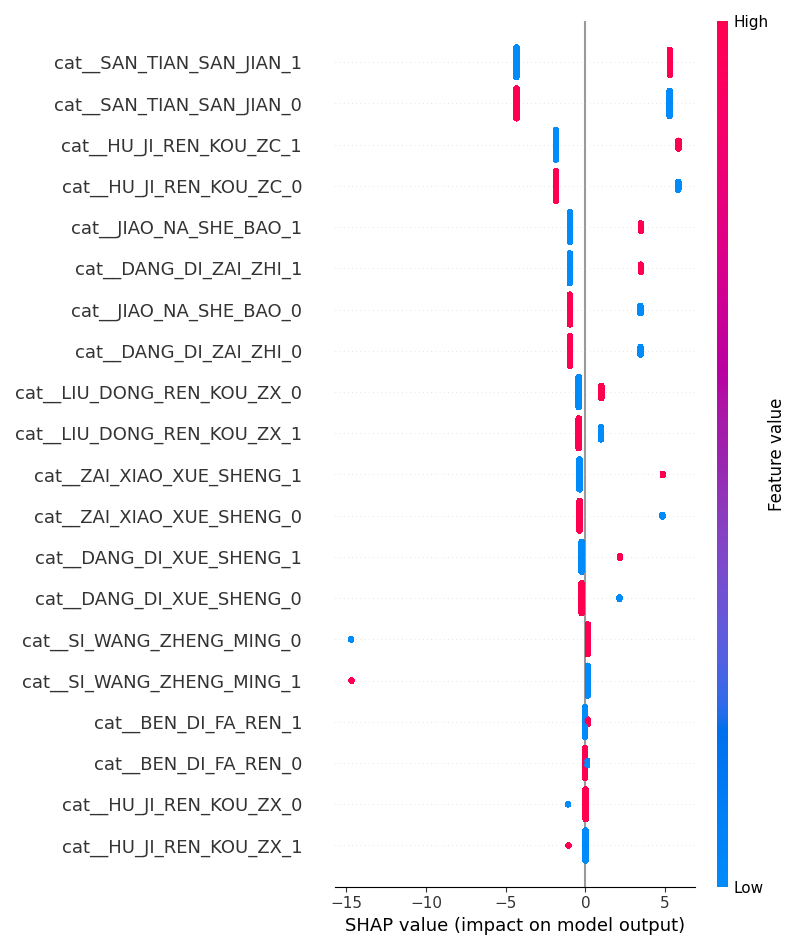 High
cat__SAN_TIAN_SAN_JIAN_1
cat__SAN_TIAN_SAN_JIAN_0
cat__HU_JI_REN_KOU_ZC_1
cat__HU_JI_REN_KOU_ZC_0
cat__JIAO_NA_SHE_BAO_1
cat__DANG_DI_ZAI_ZHI_1
cat__JIAO_NA_SHE_BAO_0
cat__DANG_DI_ZAI_ZHI_0
cat__LIU_DONG_REN_KOU_ZX_0
cat__LIU_DONG_REN_KOU_ZX_1
cat__ZAI_XIAO_XUE_SHENG_1
cat__ZAI_XIAO_XUE_SHENG_0
cat__DANG_DI_XUE_SHENG_1
cat__DANG_DI_XUE_SHENG_0
cat__SI_WANG_ZHENG_MING_0
cat__SI_WANG_ZHENG_MING_1
cat__BEN_DI_FA_REN_1
cat__BEN_DI_FA_REN_0
cat__HU_JI_REN_KOU_ZX_0
cat__HU_JI_REN_KOU_ZX_1
Feature value
Low
−15 −10 −5 0 5
SHAP value (impact on model output)